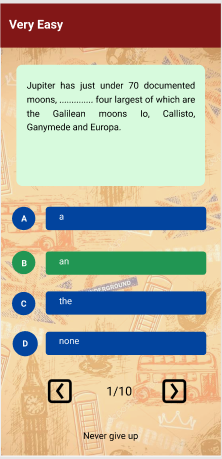 Very Easy
Jupiter has just under 70 documented
moons, .............. four largest of which are
the Galilean moons Io, Callisto,
Ganymede and Europa.
A a
B an
C the
D none
1/10
Never give up